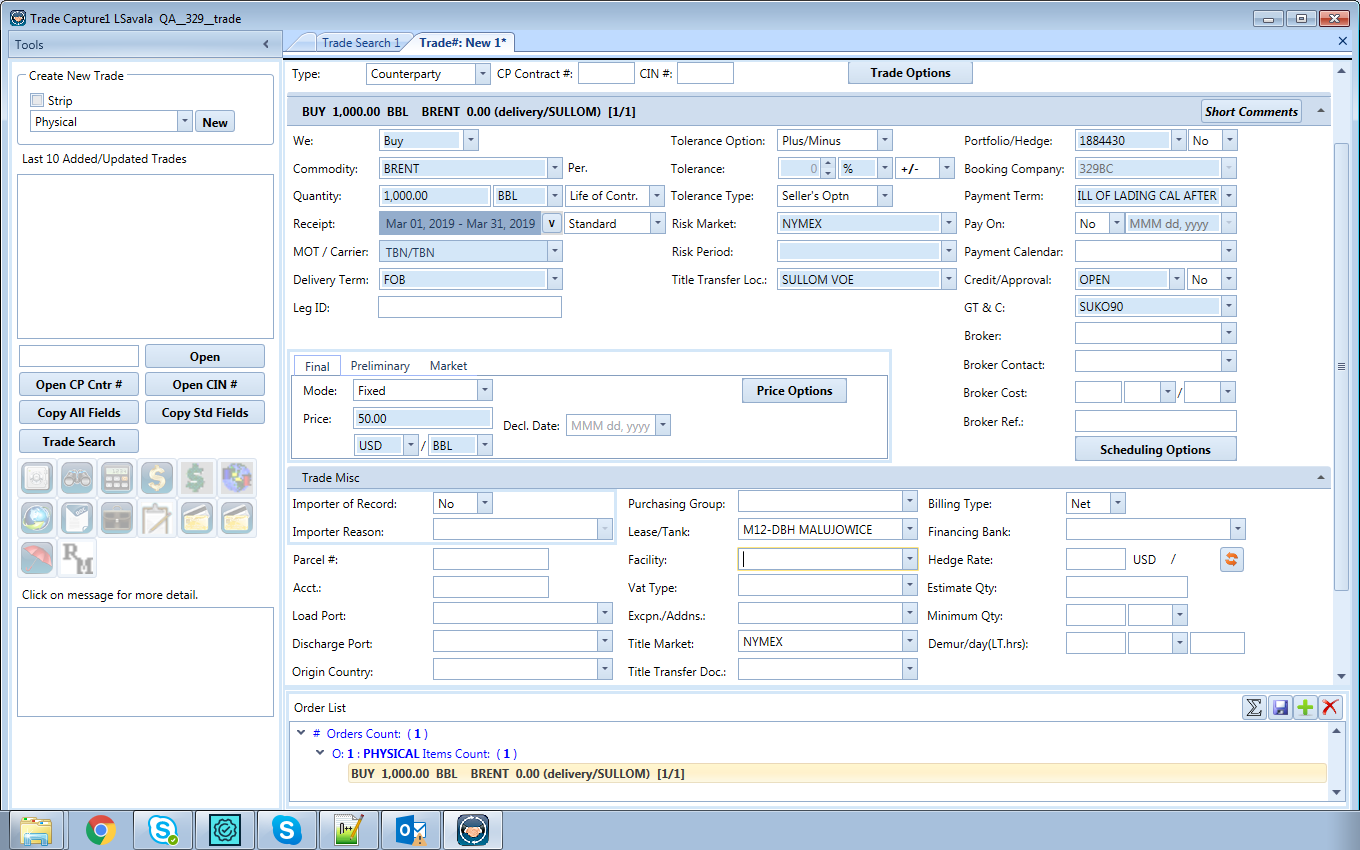 Trade Capture1 LSavala QA__329__trade
Tools
Create New Trade
Strip
Physical New
Last 10 Added/Updated Trades
Open
Open CP Cntr # Open CIN #
Copy All Fields Copy Std Fields
Trade Search
R M
Click on message for more detail.
Trade Search 1 Trade#: New 1*
Type: Counterparty CP Contract #: CIN #: Trade Options
BUY 1,000.00 BBL BRENT 0.00 (delivery/SULLOM) [1/1] Short Comments
We: Buy Tolerance Option: Plus/Minus Portfolio/Hedge: 1884430 No
Commodity: BRENT Per. Tolerance: 0 % +/- Booking Company: 329BC
Quantity: 1,000.00 BBL Life of Contr. Tolerance Type: Seller's Optn Payment Term: ILL OF LADING CAL AFTER
Receipt: Mar 01, 2019 - Mar 31, 2019 v Standard Risk Market: NYMEX Pay On: No MMM dd, yyyy
MOT / Carrier: TBN/TBN Risk Period: Payment Calendar:
Delivery Term: FOB Title Transfer Loc.: SULLOM VOE Credit/Approval: OPEN No
Leg ID: GT & C: SUKO90
Broker:
Broker Contact:
Broker Cost: /
Broker Ref.:
Scheduling Options
Final Preliminary Market
Mode: Fixed Price Options
Price: 50.00 Decl. Date: MMM dd, yyyy
USD / BBL
Trade Misc
Importer of Record: No Purchasing Group: Billing Type: Net
Importer Reason: Lease/Tank: M12-DBH MALUJOWICE Financing Bank:
Parcel #: Facility: Hedge Rate: USD /
Acct.: Vat Type: Estimate Qty:
Load Port: Excpn./Addns.: Minimum Qty:
Discharge Port: Title Market: NYMEX Demur/day(LT.hrs):
Origin Country: Title Transfer Doc.:
Order List
# Orders Count: ( 1 )
O: 1 : PHYSICAL Items Count: ( 1 )
BUY 1,000.00 BBL BRENT 0.00 (delivery/SULLOM) [1/1]